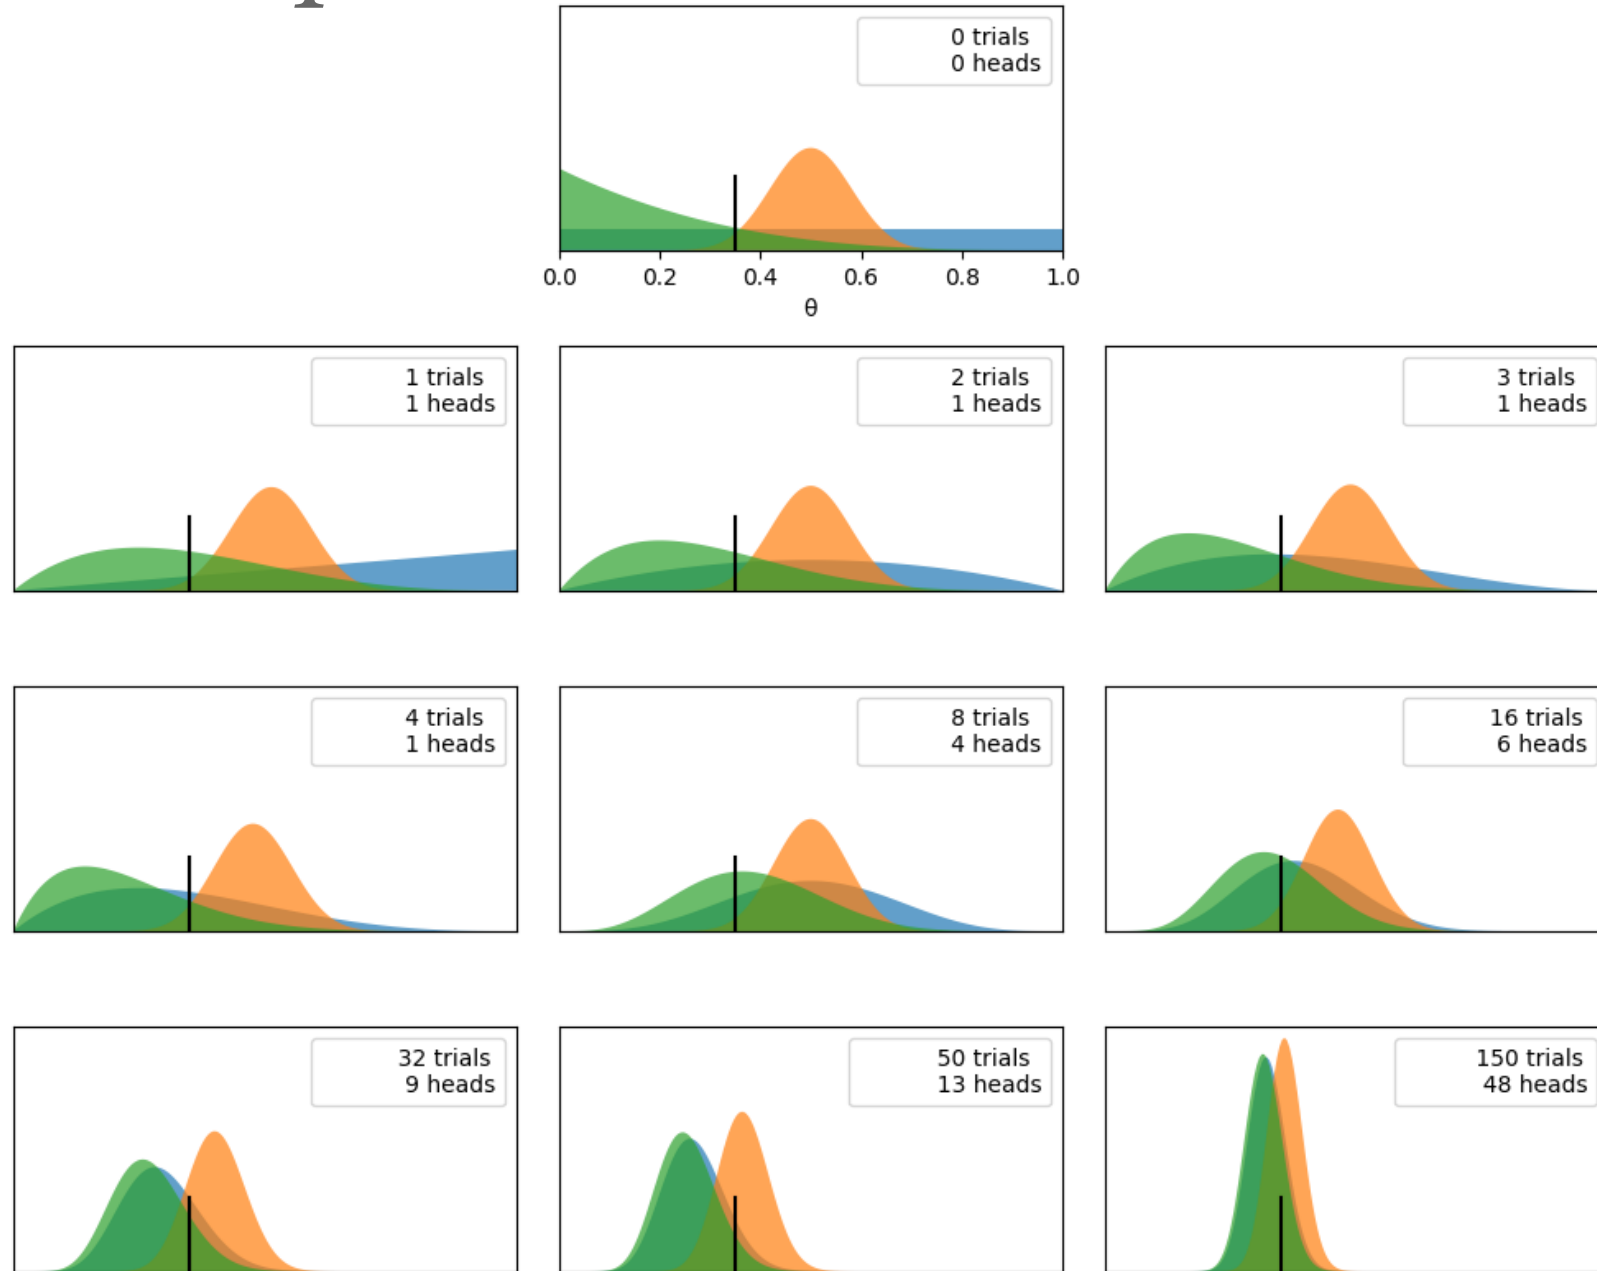 0 trials
0 heads
0.0 0.2 0.4 0.6 0.8 1.0
θ
1 trials
1 heads
2 trials
1 heads
3 trials
1 heads
4 trials
1 heads
8 trials
4 heads
16 trials
6 heads
32 trials
9 heads
50 trials
13 heads
150 trials
48 heads